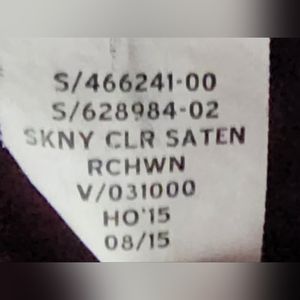 S/466241-00
S/628984-02
SKNY CLR SATEN
RCHWN
V/031000
HO'15
08/15